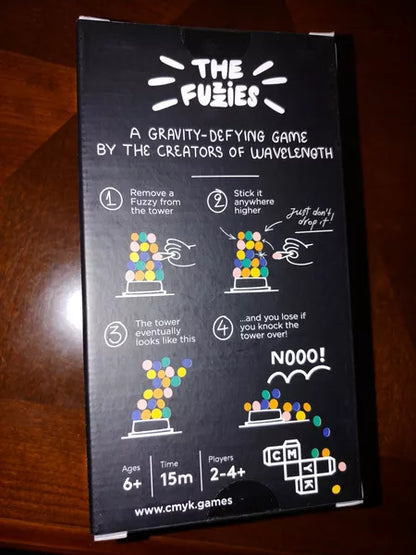 THE
FUZZIES
A GRAVITY-DEFYING GAME
BY THE CREATORS OF WAVELENGTH
1
Remove a
Fuzzy from
the tower
2
Stick it
anywhere
higher
Just don't
drop it
3
The tower
eventually
looks like this
4
...and you lose if
you knock the
tower over!
NOOO!
Ages
6+
Time
15m
Players
2-4+
C M
Y
K
www.cmyk.games